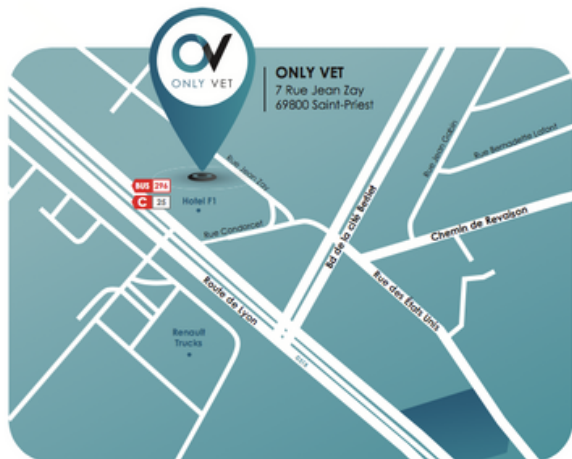 OV
ONLY VET
ONLY VET
7 Rue Jean Zay
69800 Saint-Priest
Rue Jean Gabin
Rue Bernadette Lafont
Rue Jean Zay
BUS 296
C 25
Hotel F1
Rue Condorcet
Bd de la cité Berliet
Chemin de Revaison
Route de Lyon
Rue des États Unis
Renault
Trucks